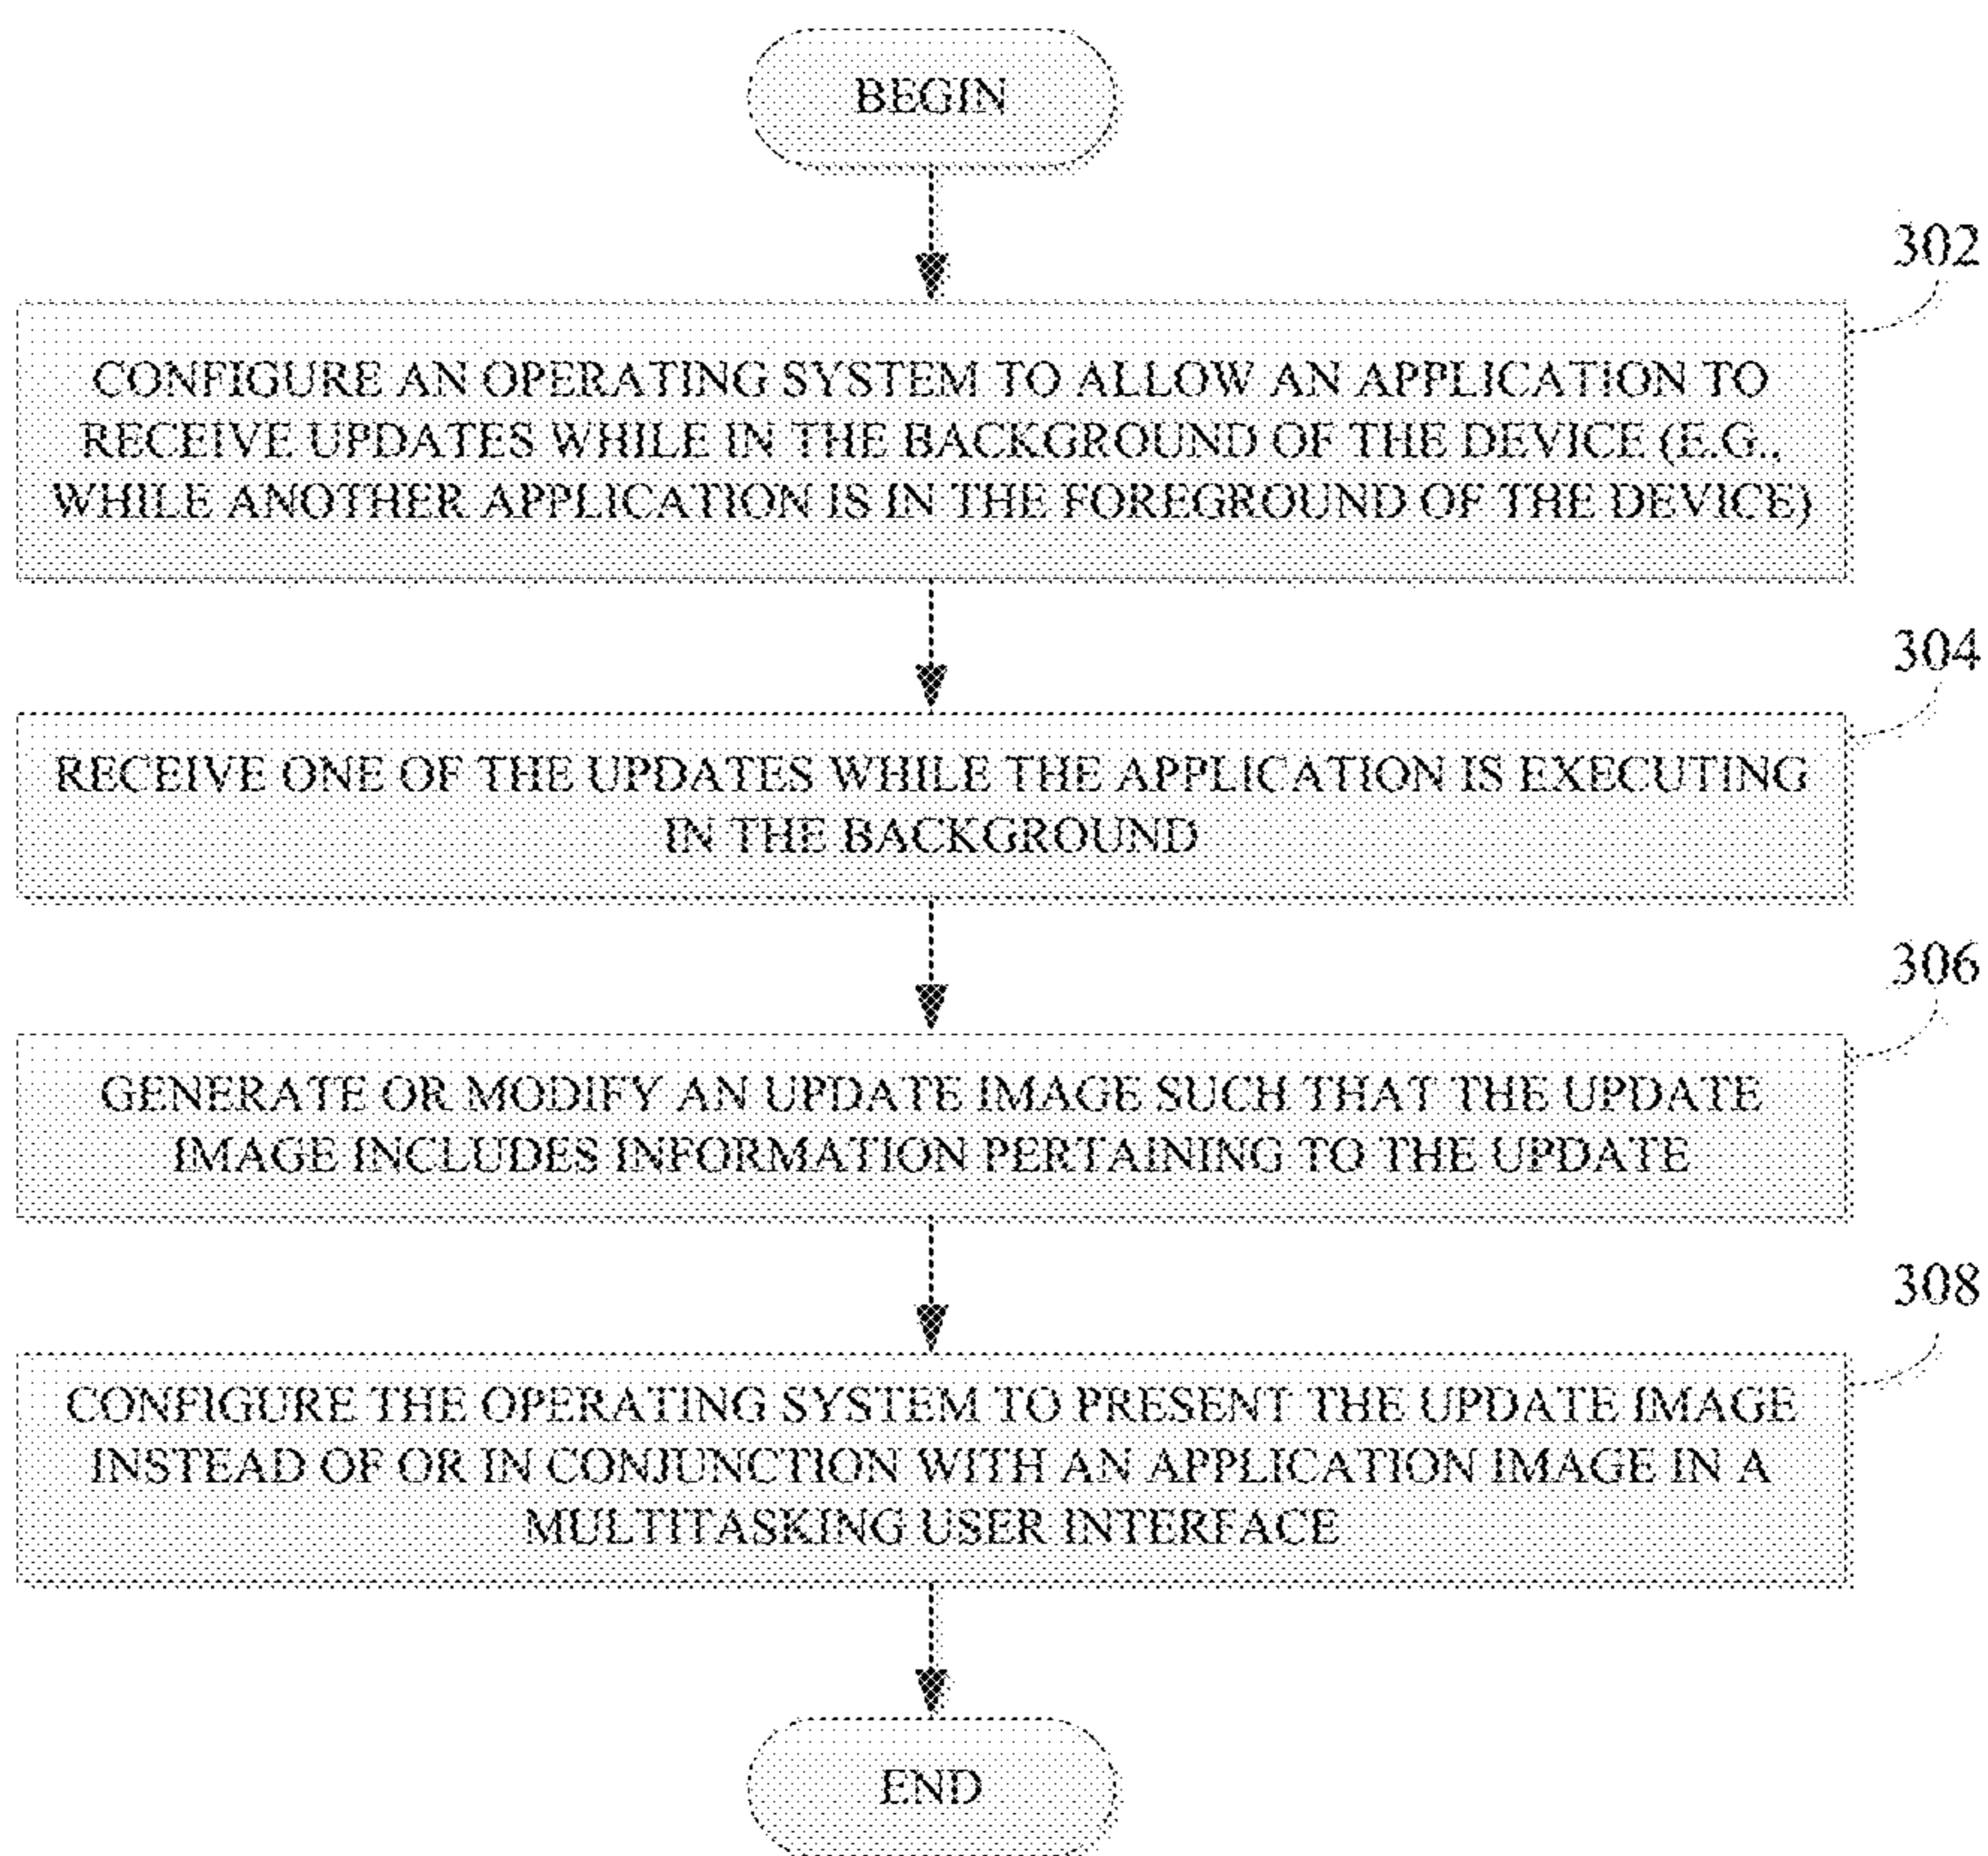 BEGIN
302
CONFIGURE AN OPERATING SYSTEM TO ALLOW AN APPLICATION TO
RECEIVE UPDATES WHILE IN THE BACKGROUND OF THE DEVICE (E.G.,
WHILE ANOTHER APPLICATION IS IN THE FOREGROUND OF THE DEVICE)
304
RECEIVE ONE OF THE UPDATES WHILE THE APPLICATION IS EXECUTING
IN THE BACKGROUND
306
GENERATE OR MODIFY AN UPDATE IMAGE SUCH THAT THE UPDATE
IMAGE INCLUDES INFORMATION PERTAINING TO THE UPDATE
308
CONFIGURE THE OPERATING SYSTEM TO PRESENT THE UPDATE IMAGE
INSTEAD OF OR IN CONJUNCTION WITH AN APPLICATION IMAGE IN A
MULTITASKING USER INTERFACE
END